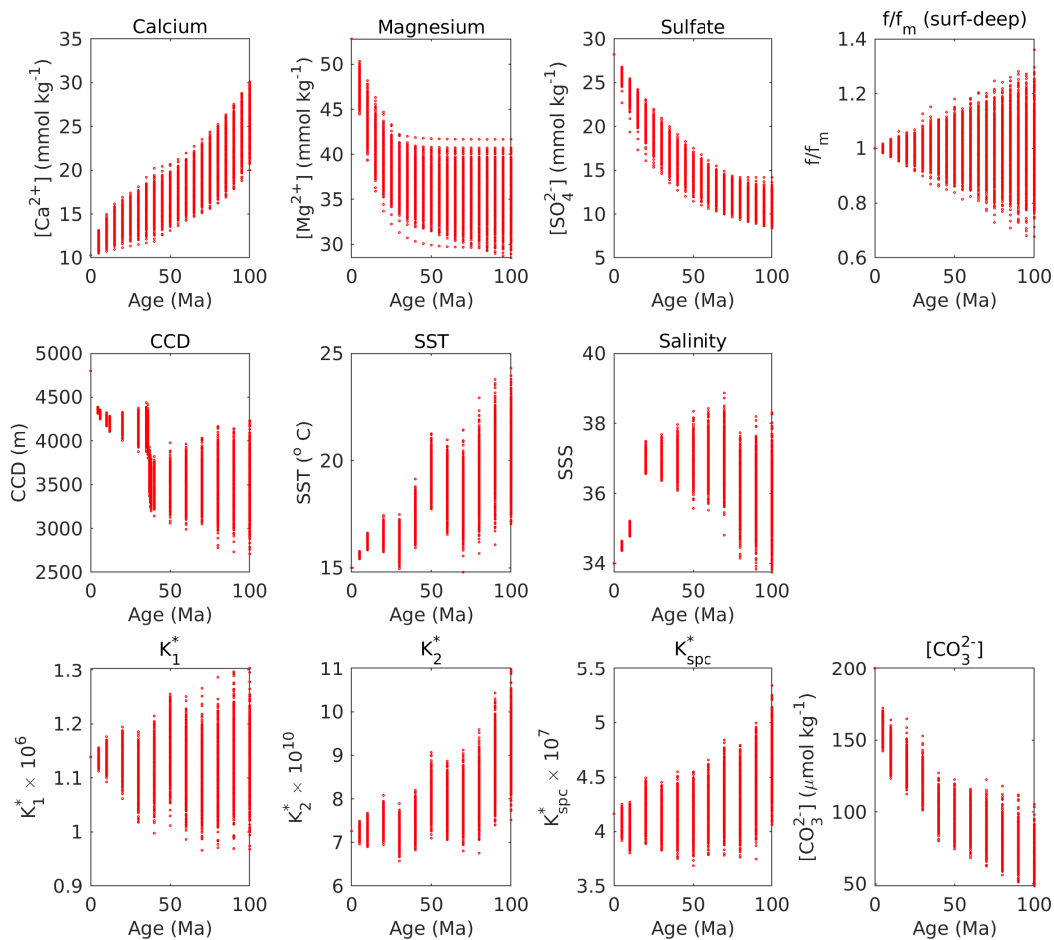 Calcium
35
30
25
20
15
10
[Ca2+] (mmol kg-1)
0 50 100
Age (Ma)
Magnesium
50
45
40
35
30
[Mg2+] (mmol kg-1)
0 50 100
Age (Ma)
Sulfate
30
25
20
15
10
5
[SO42-] (mmol kg-1)
0 50 100
Age (Ma)
f/fm (surf-deep)
1.4
1.2
1
0.8
0.6
f/fm
0 50 100
Age (Ma)
CCD
5000
4500
4000
3500
3000
2500
CCD (m)
0 50 100
Age (Ma)
SST
25
20
15
SST (o C)
0 50 100
Age (Ma)
Salinity
40
38
36
34
SSS
0 50 100
Age (Ma)
K1*
1.3
1.2
1.1
1
0.9
K1* × 106
0 50 100
Age (Ma)
K2*
11
10
9
8
7
6
K2* × 1010
0 50 100
Age (Ma)
Kspc*
5.5
5
4.5
4
3.5
Kspc* × 107
0 50 100
Age (Ma)
[CO32-]
200
150
100
50
[CO32-] (μmol kg-1)
0 50 100
Age (Ma)